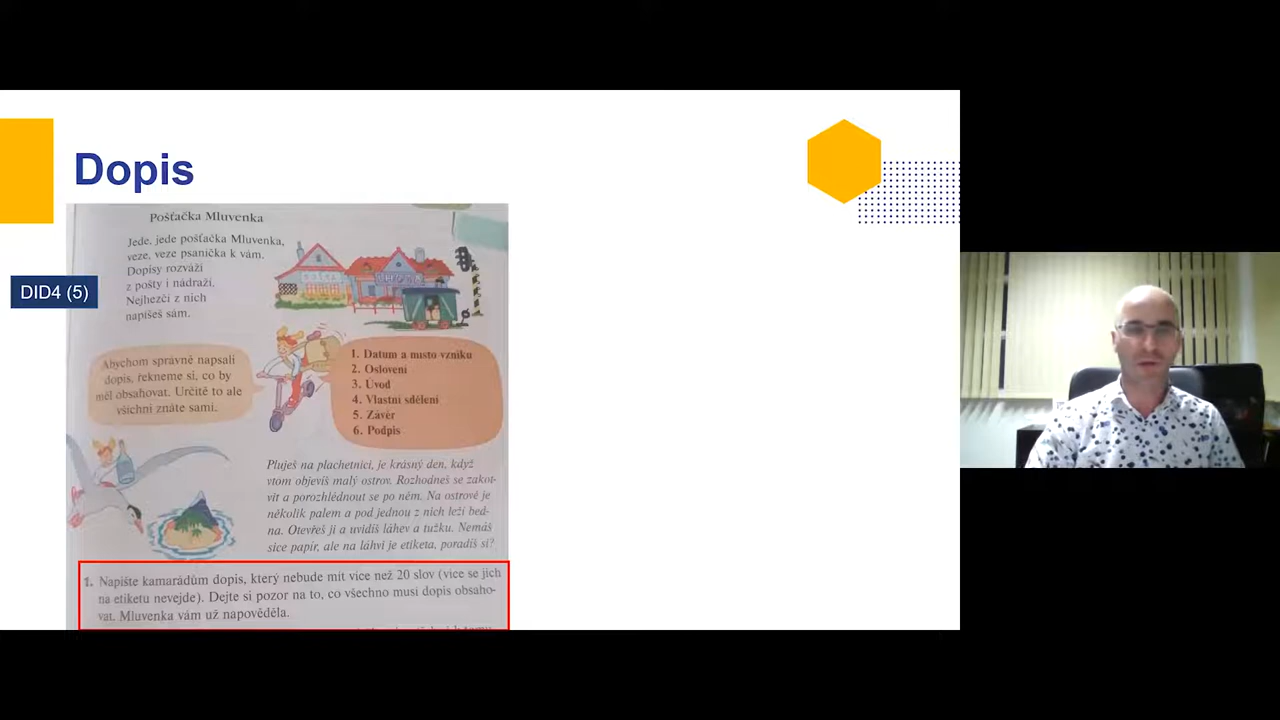 Dopis
DID4 (5)
Pošťačka Mluvenka
Jede, jede pošťačka Mluvenka,
veze, veze psaníčka k vám.
Dopisy rozváží
z pošty i nádraží.
Nejhezčí z nich
napíšeš sám.
Abychom správně napsali
dopis, řekneme si, co by
měl obsahovat. Určitě to ale
všichni znáte sami.
1. Datum a místo vzniku
2. Oslovení
3. Úvod
4. Vlastní sdělení
5. Závěr
6. Podpis
Pluješ na plachetnici, je krásný den, když
vtom objevíš malý ostrov. Rozhodneš se zakot-
vit a porozhlédnout se po něm. Na ostrově je
několik palem a pod jednou z nich leží bed-
na. Otevřeš ji a uvidíš láhev a tužku. Nemáš
sice papír, ale na láhvi je etiketa, poradíš si?
1. Napište kamarádům dopis, který nebude mít více než 20 slov (více se jich
na etiketu nevejde). Dejte si pozor na to, co všechno musí dopis obsaho-
vat. Mluvenka vám už napověděla.